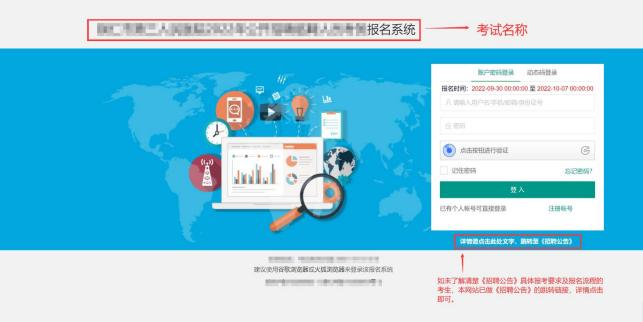 报名系统
考试名称
账户密码登录 动态码登录
报名时间：2022-09-30 00:00:00 至 2022-10-07 00:00:00
请输入用户名/手机/邮箱/身份证号
密码
点击按钮进行验证
记住密码 忘记密码?
登 入
已有个人帐号可直接登录 注册帐号
详情请点击此处文字，跳转至《招聘公告》
建议使用谷歌浏览器或火狐浏览器来登录该报名系统
如未了解清楚《招聘公告》具体报考要求及报名流程的
考生，本网站已做《招聘公告》的跳转链接，详情点击
即可。